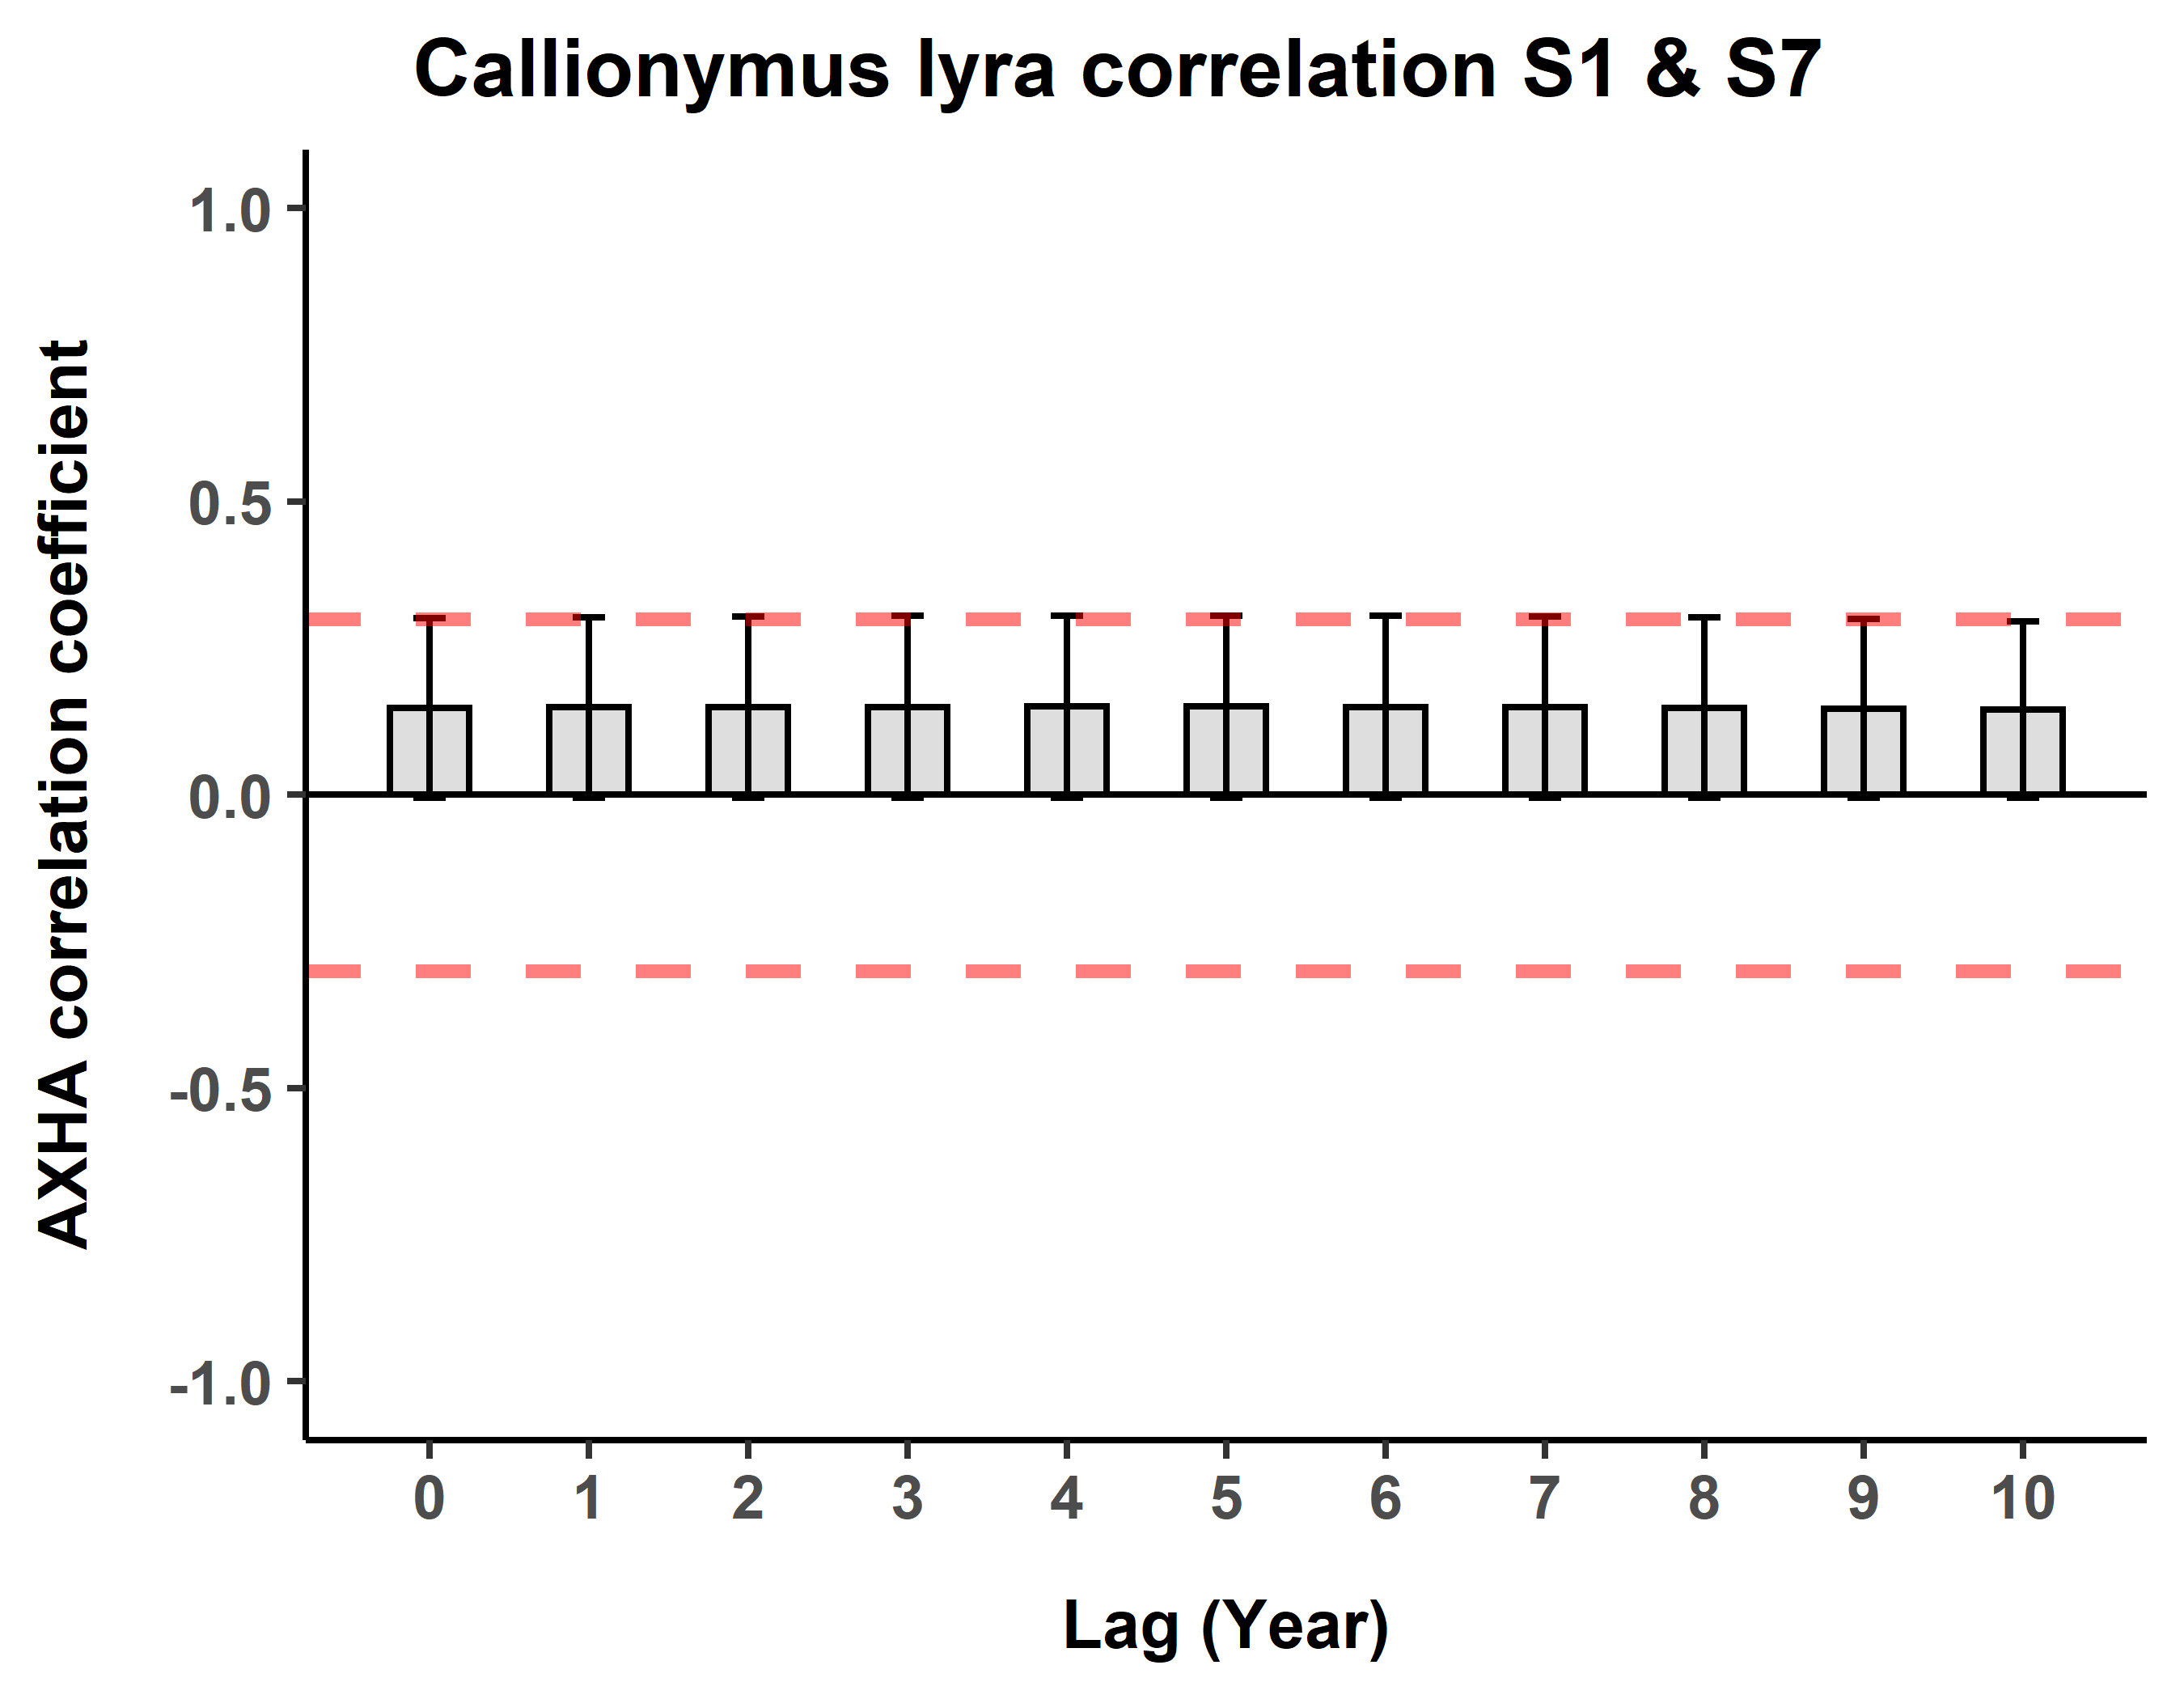 Callionymus lyra correlation S1 & S7
AXHA correlation coefficient
1.0
0.5
0.0
-0.5
-1.0
0 1 2 3 4 5 6 7 8 9 10
Lag (Year)